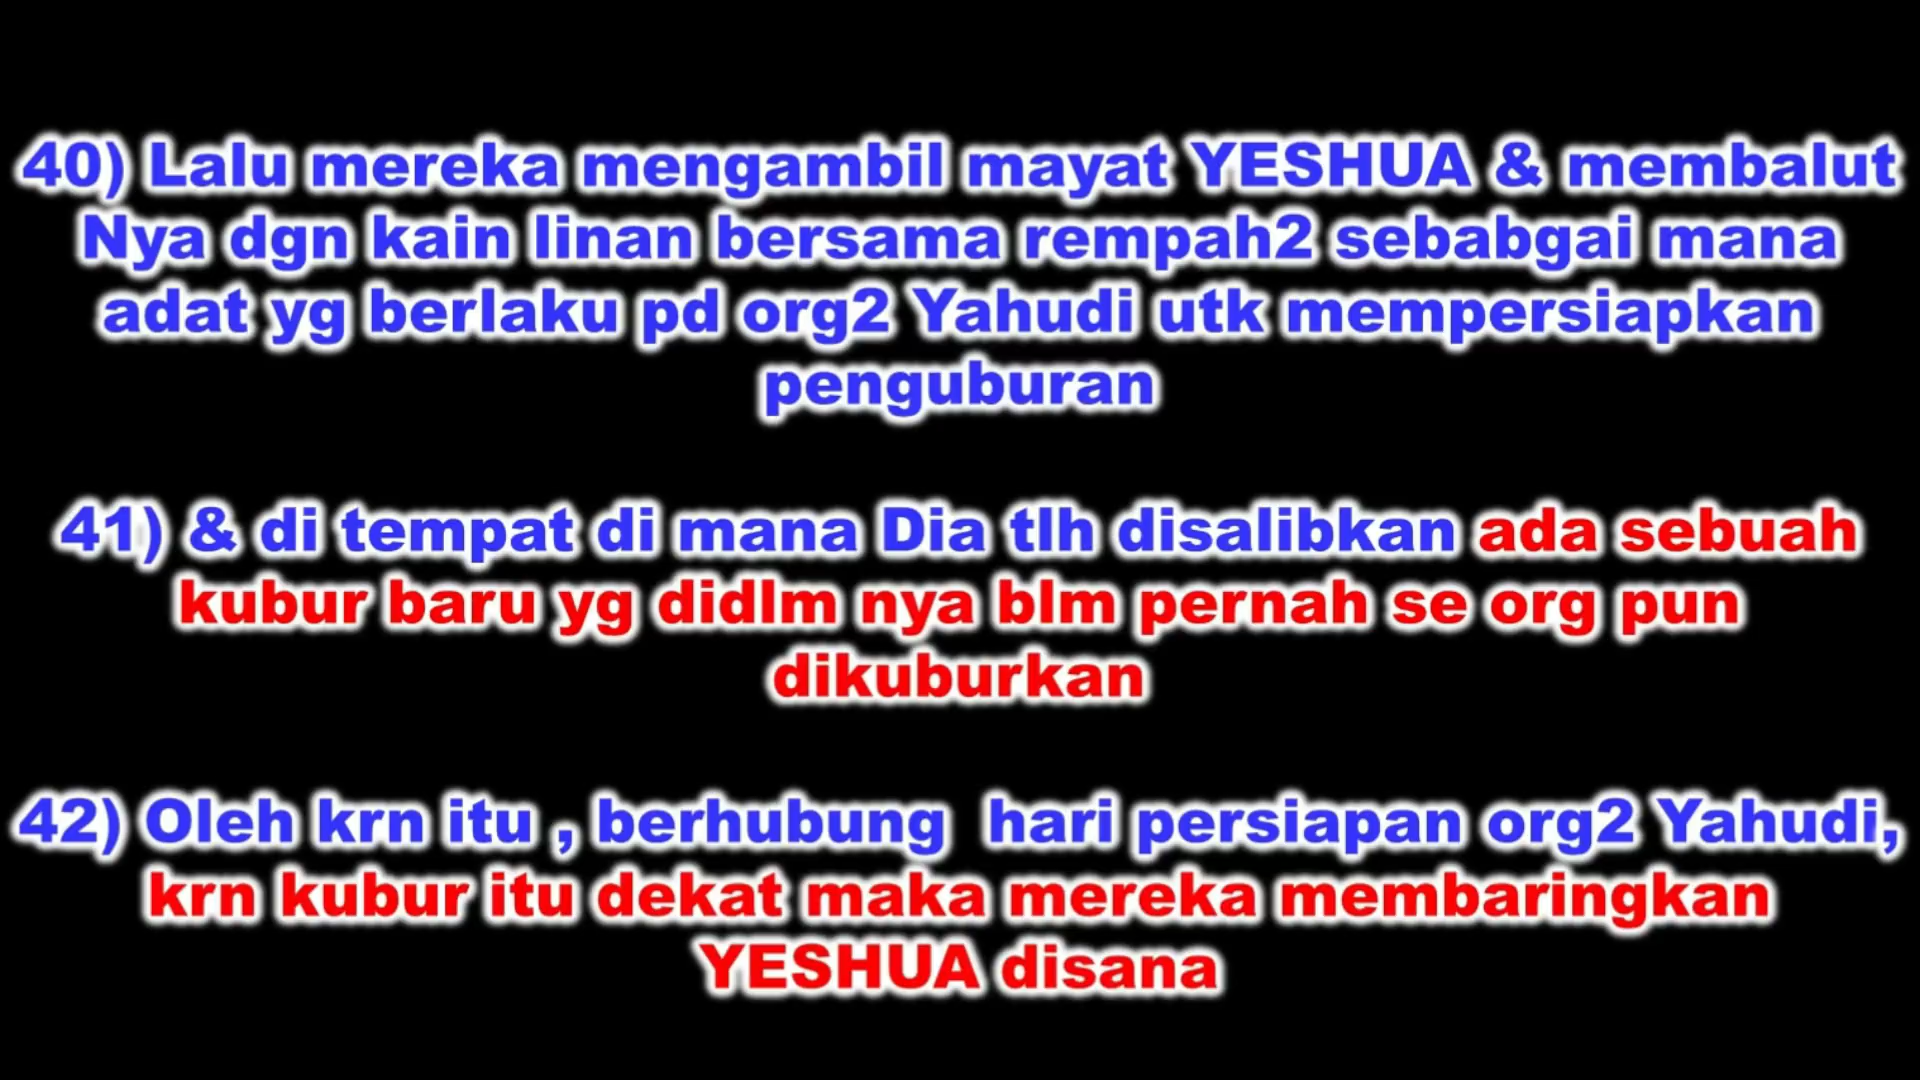 40) Lalu mereka mengambil mayat YESHUA & membalut
Nya dgn kain linan bersama rempah2 sebabgai mana
adat yg berlaku pd org2 Yahudi utk mempersiapkan
penguburan
41) & di tempat di mana Dia tlh disalibkan ada sebuah
kubur baru yg didlm nya blm pernah se org pun
dikuburkan
42) Oleh krn itu , berhubung  hari persiapan org2 Yahudi,
krn kubur itu dekat maka mereka membaringkan
YESHUA disana